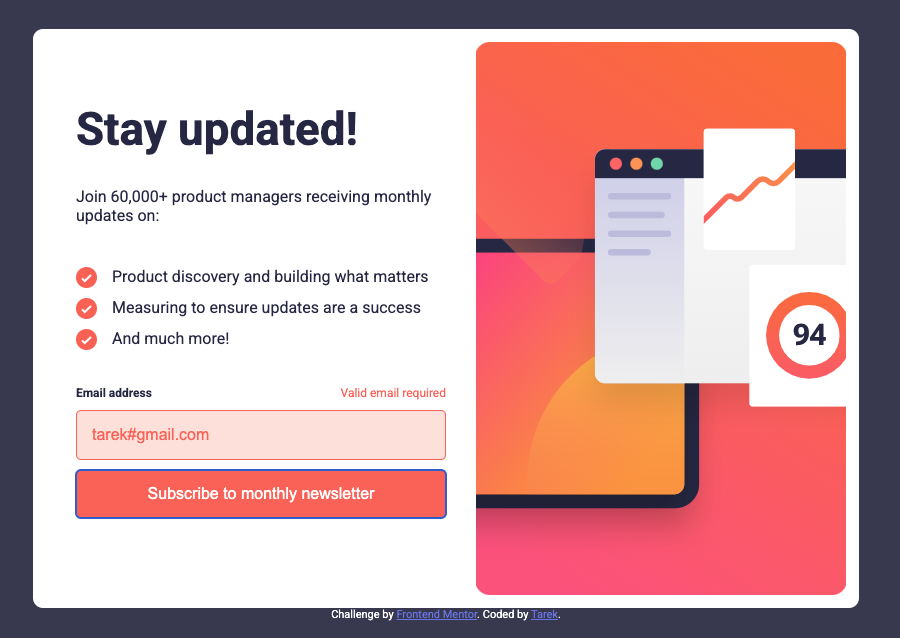 Stay updated!
Join 60,000+ product managers receiving monthly
updates on:
Product discovery and building what matters
Measuring to ensure updates are a success
And much more!
Email address
Valid email required
tarek#gmail.com
Subscribe to monthly newsletter
94
Challenge by Frontend Mentor. Coded by Tarek.